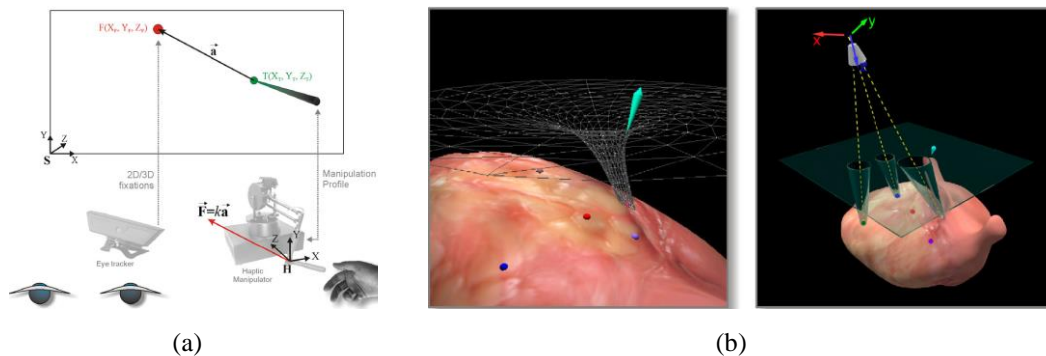 F(X_F, Y_F, Z_F)
a
T(X_T, Y_T, Z_T)
Y
Z
S
X
2D/3D
fixations
Manipulation
Profile
F=ka
Y
Z
X
H
Eye tracker
Haptic
Manipulator
x
y
(a)
(b)